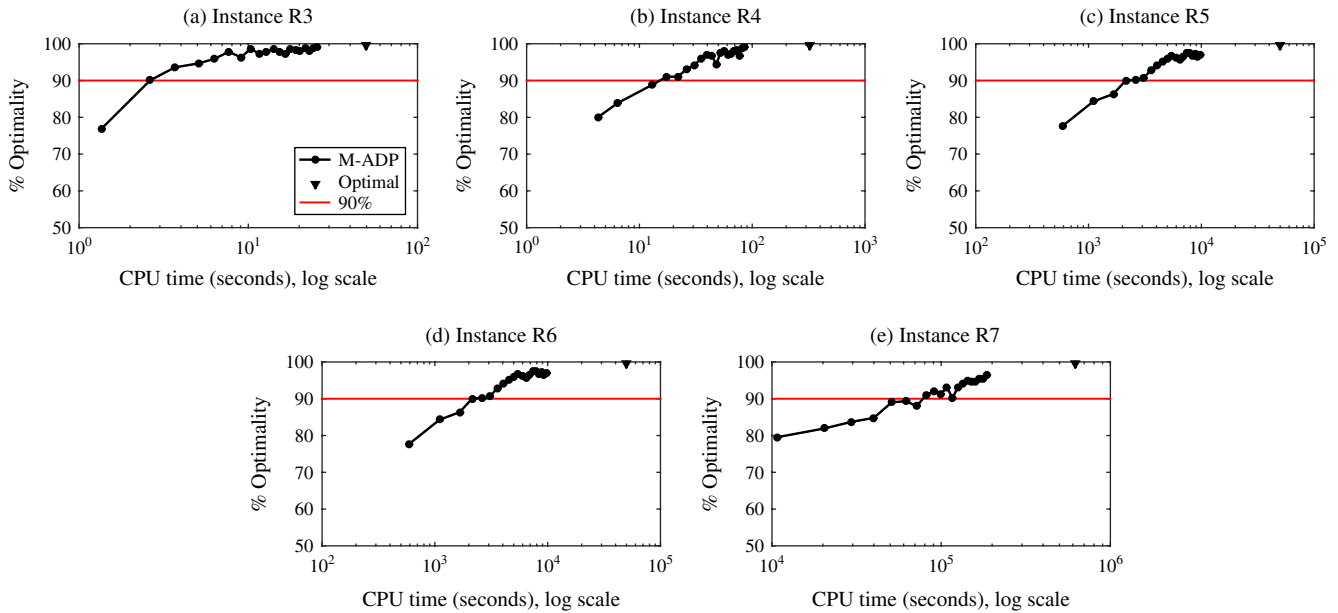 (a) Instance R3
(b) Instance R4
(c) Instance R5
% Optimality
100
90
80
70
60
50
M-ADP
Optimal
90%
10^0
10^1
10^2
CPU time (seconds), log scale
% Optimality
100
90
80
70
60
50
10^0
10^1
10^2
10^3
CPU time (seconds), log scale
% Optimality
100
90
80
70
60
50
10^2
10^3
10^4
10^5
CPU time (seconds), log scale
(d) Instance R6
(e) Instance R7
% Optimality
100
90
80
70
60
50
10^2
10^3
10^4
10^5
CPU time (seconds), log scale
% Optimality
100
90
80
70
60
50
10^4
10^5
10^6
CPU time (seconds), log scale